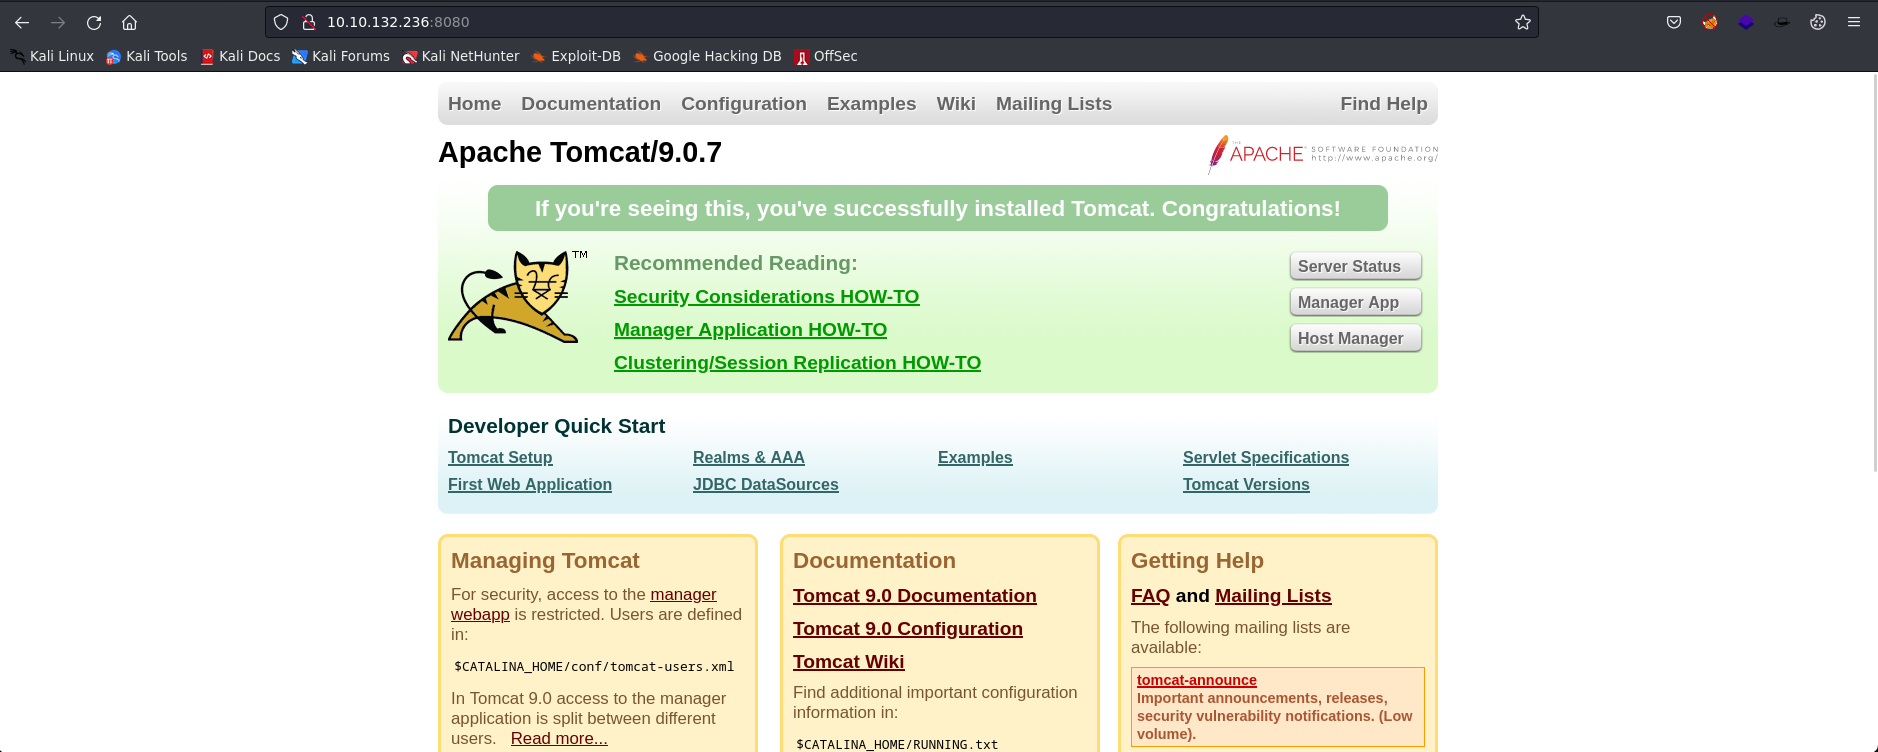 10.10.132.236:8080
Kali Linux Kali Tools Kali Docs Kali Forums Kali NetHunter Exploit-DB Google Hacking DB OffSec
Home Documentation Configuration Examples Wiki Mailing Lists Find Help
Apache Tomcat/9.0.7
THE
APACHE® SOFTWARE FOUNDATION
http://www.apache.org/
If you're seeing this, you've successfully installed Tomcat. Congratulations!
TM
Recommended Reading:
Security Considerations HOW-TO
Manager Application HOW-TO
Clustering/Session Replication HOW-TO
Server Status
Manager App
Host Manager
Developer Quick Start
Tomcat Setup
First Web Application
Realms & AAA
JDBC DataSources
Examples
Servlet Specifications
Tomcat Versions
Managing Tomcat
For security, access to the manager
webapp is restricted. Users are defined
in:
$CATALINA_HOME/conf/tomcat-users.xml
In Tomcat 9.0 access to the manager
application is split between different
users. Read more...
Documentation
Tomcat 9.0 Documentation
Tomcat 9.0 Configuration
Tomcat Wiki
Find additional important configuration
information in:
$CATALINA_HOME/RUNNING.txt
Getting Help
FAQ and Mailing Lists
The following mailing lists are
available:
tomcat-announce
Important announcements, releases,
security vulnerability notifications. (Low
volume).